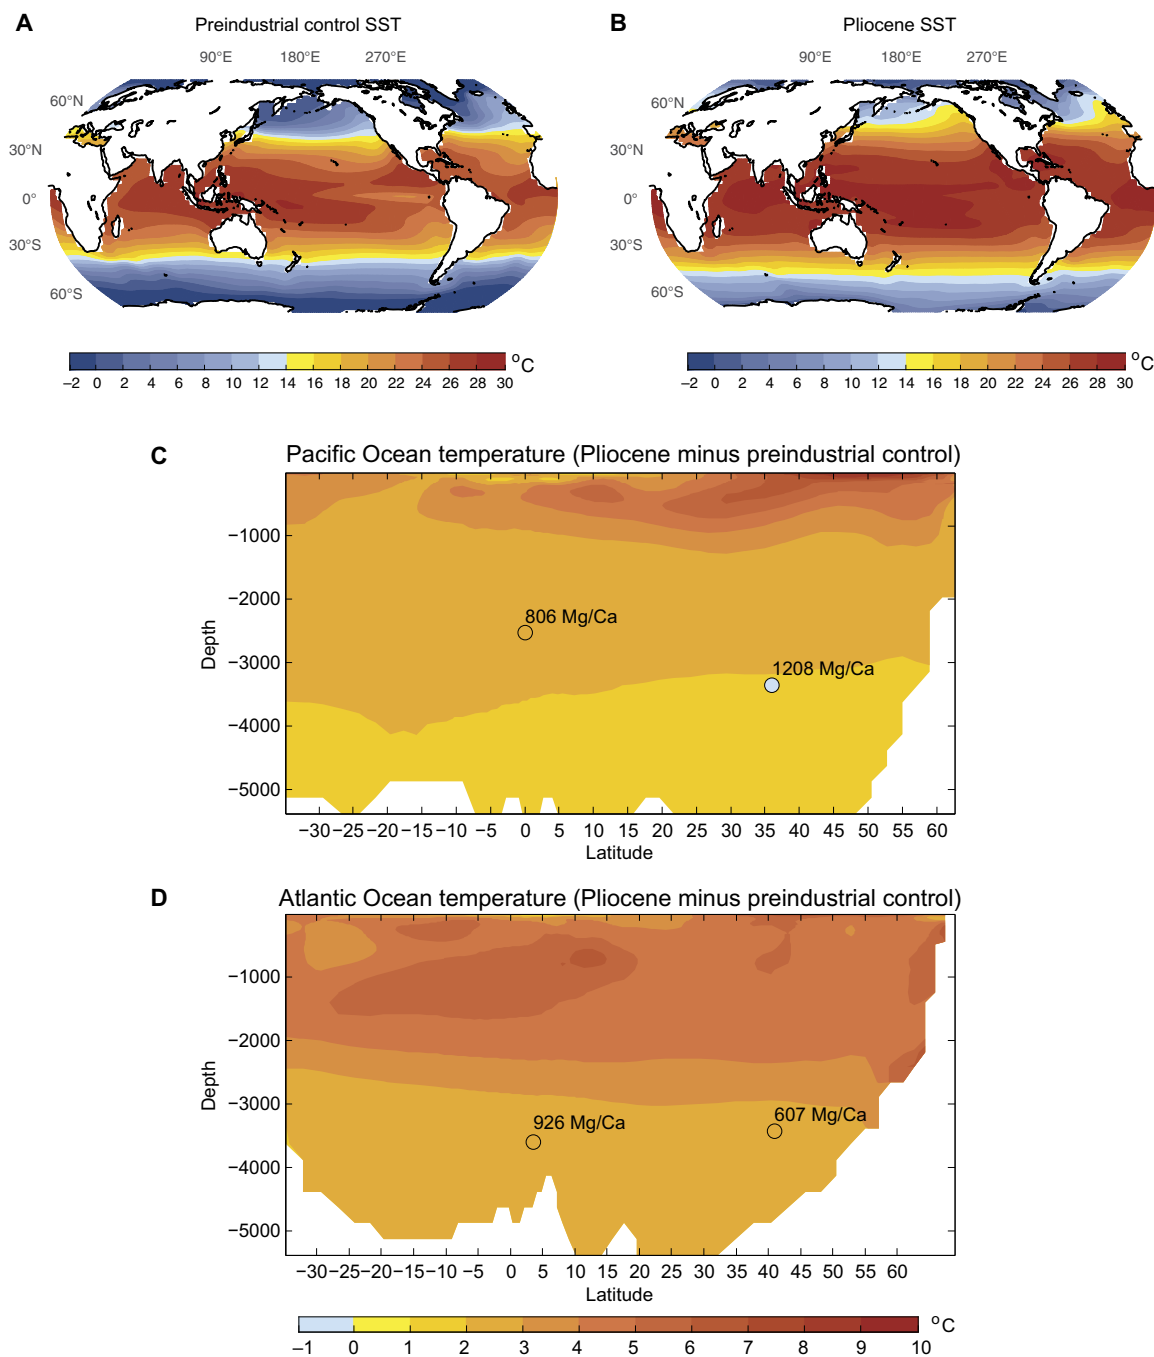 A
Preindustrial control SST
90°E 180°E 270°E
60°N
30°N
0°
30°S
60°S
°C
−2 0 2 4 6 8 10 12 14 16 18 20 22 24 26 28 30
B
Pliocene SST
90°E 180°E 270°E
60°N
30°N
0°
30°S
60°S
°C
−2 0 2 4 6 8 10 12 14 16 18 20 22 24 26 28 30
C
Pacific Ocean temperature (Pliocene minus preindustrial control)
Depth
−1000
−2000
−3000
−4000
−5000
806 Mg/Ca
1208 Mg/Ca
−30 −25 −20 −15 −10 −5 0 5 10 15 20 25 30 35 40 45 50 55 60
Latitude
D
Atlantic Ocean temperature (Pliocene minus preindustrial control)
Depth
−1000
−2000
−3000
−4000
−5000
926 Mg/Ca
607 Mg/Ca
−30 −25 −20 −15 −10 −5 0 5 10 15 20 25 30 35 40 45 50 55 60
Latitude
°C
−1 0 1 2 3 4 5 6 7 8 9 10